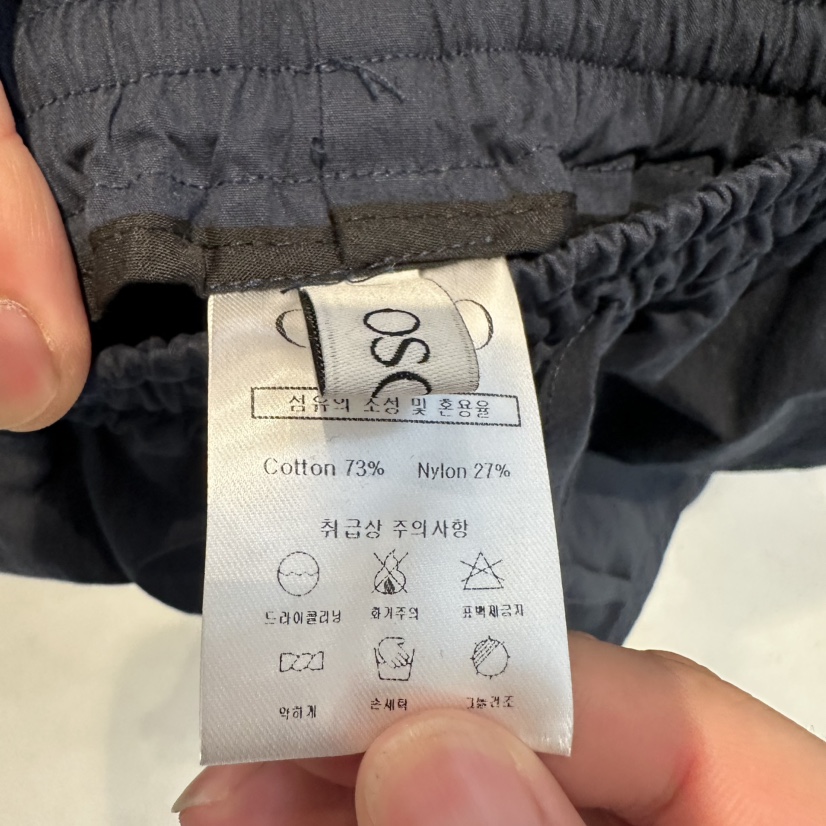 OSC
섬유의 조성 및 혼용율
Cotton 73% Nylon 27%
취급상 주의사항
드라이클리닝 화기주의 표백제금지
약하게 손세탁 그늘건조